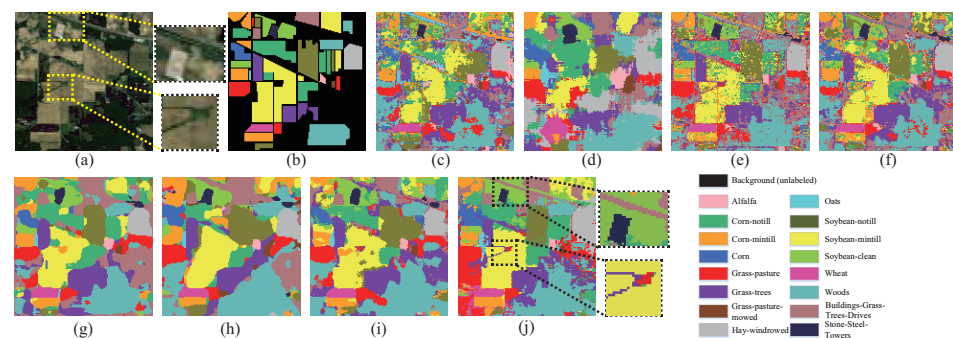 (a)
(b)
(c)
(d)
(e)
(f)
(g)
(h)
(i)
(j)
Background (unlabeled)
Alfalfa
Oats
Corn-notill
Soybean-notill
Corn-mintill
Soybean-mintill
Corn
Soybean-clean
Grass-pasture
Wheat
Grass-trees
Woods
Grass-pasture-
mowed
Buildings-Grass-
Trees-Drives
Hay-windrowed
Stone-Steel-
Towers